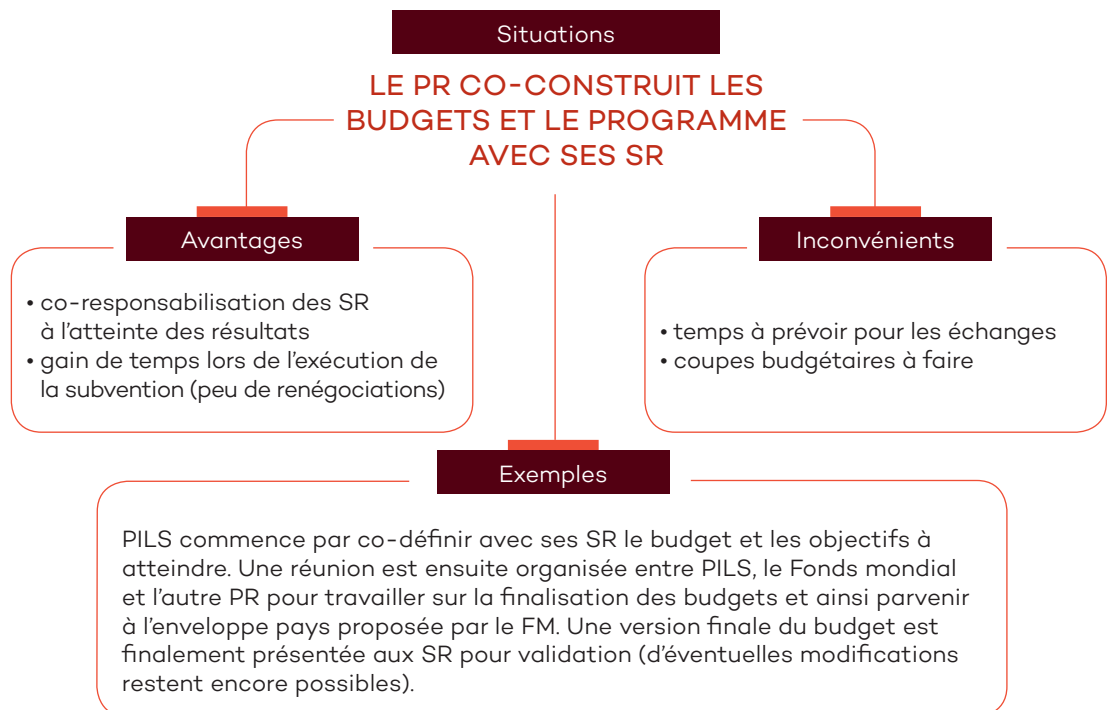 Situations
LE PR CO-CONSTRUIT LES
BUDGETS ET LE PROGRAMME
AVEC SES SR
Avantages
• co-responsabilisation des SR
à l’atteinte des résultats
• gain de temps lors de l’exécution de
la subvention (peu de renégociations)
Inconvénients
• temps à prévoir pour les échanges
• coupes budgétaires à faire
Exemples
PILS commence par co-définir avec ses SR le budget et les objectifs à
atteindre. Une réunion est ensuite organisée entre PILS, le Fonds mondial
et l’autre PR pour travailler sur la finalisation des budgets et ainsi parvenir
à l’enveloppe pays proposée par le FM. Une version finale du budget est
finalement présentée aux SR pour validation (d’éventuelles modifications
restent encore possibles).